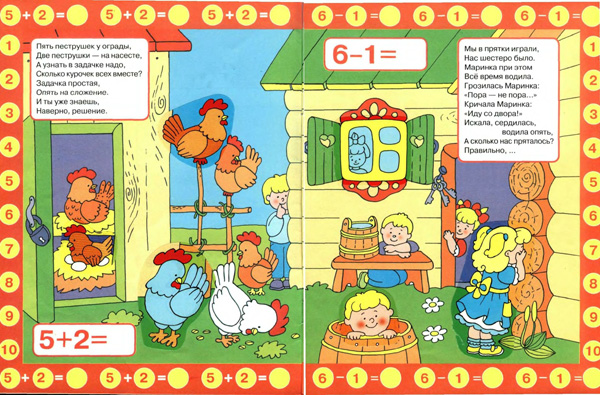 5 + 2 = 5 + 2 = 5 + 2 =
6 − 1 = 6 − 1 = 6 − 1 =
1
2
3
4
5
6
7
8
9
10
Пять пеструшек у ограды,
Две пеструшки — на насесте,
А узнать в задачке надо,
Сколько курочек всех вместе?
Задачка простая,
Опять на сложение.
И ты уже знаешь,
Наверно, решение.
5+2=
6−1=
Мы в прятки играли,
Нас шестеро было.
Маринка при этом
Всё время водила.
Грозилась Маринка:
«Пора — не пора...»
Кричала Маринка:
«Иду со двора!»
Искала, сердилась,
водила опять,
А сколько нас пряталось?
Правильно, ...
1
2
3
4
5
6
7
8
9
10
5 + 2 = 5 + 2 = 5 + 2 =
6 − 1 = 6 − 1 = 6 − 1 =